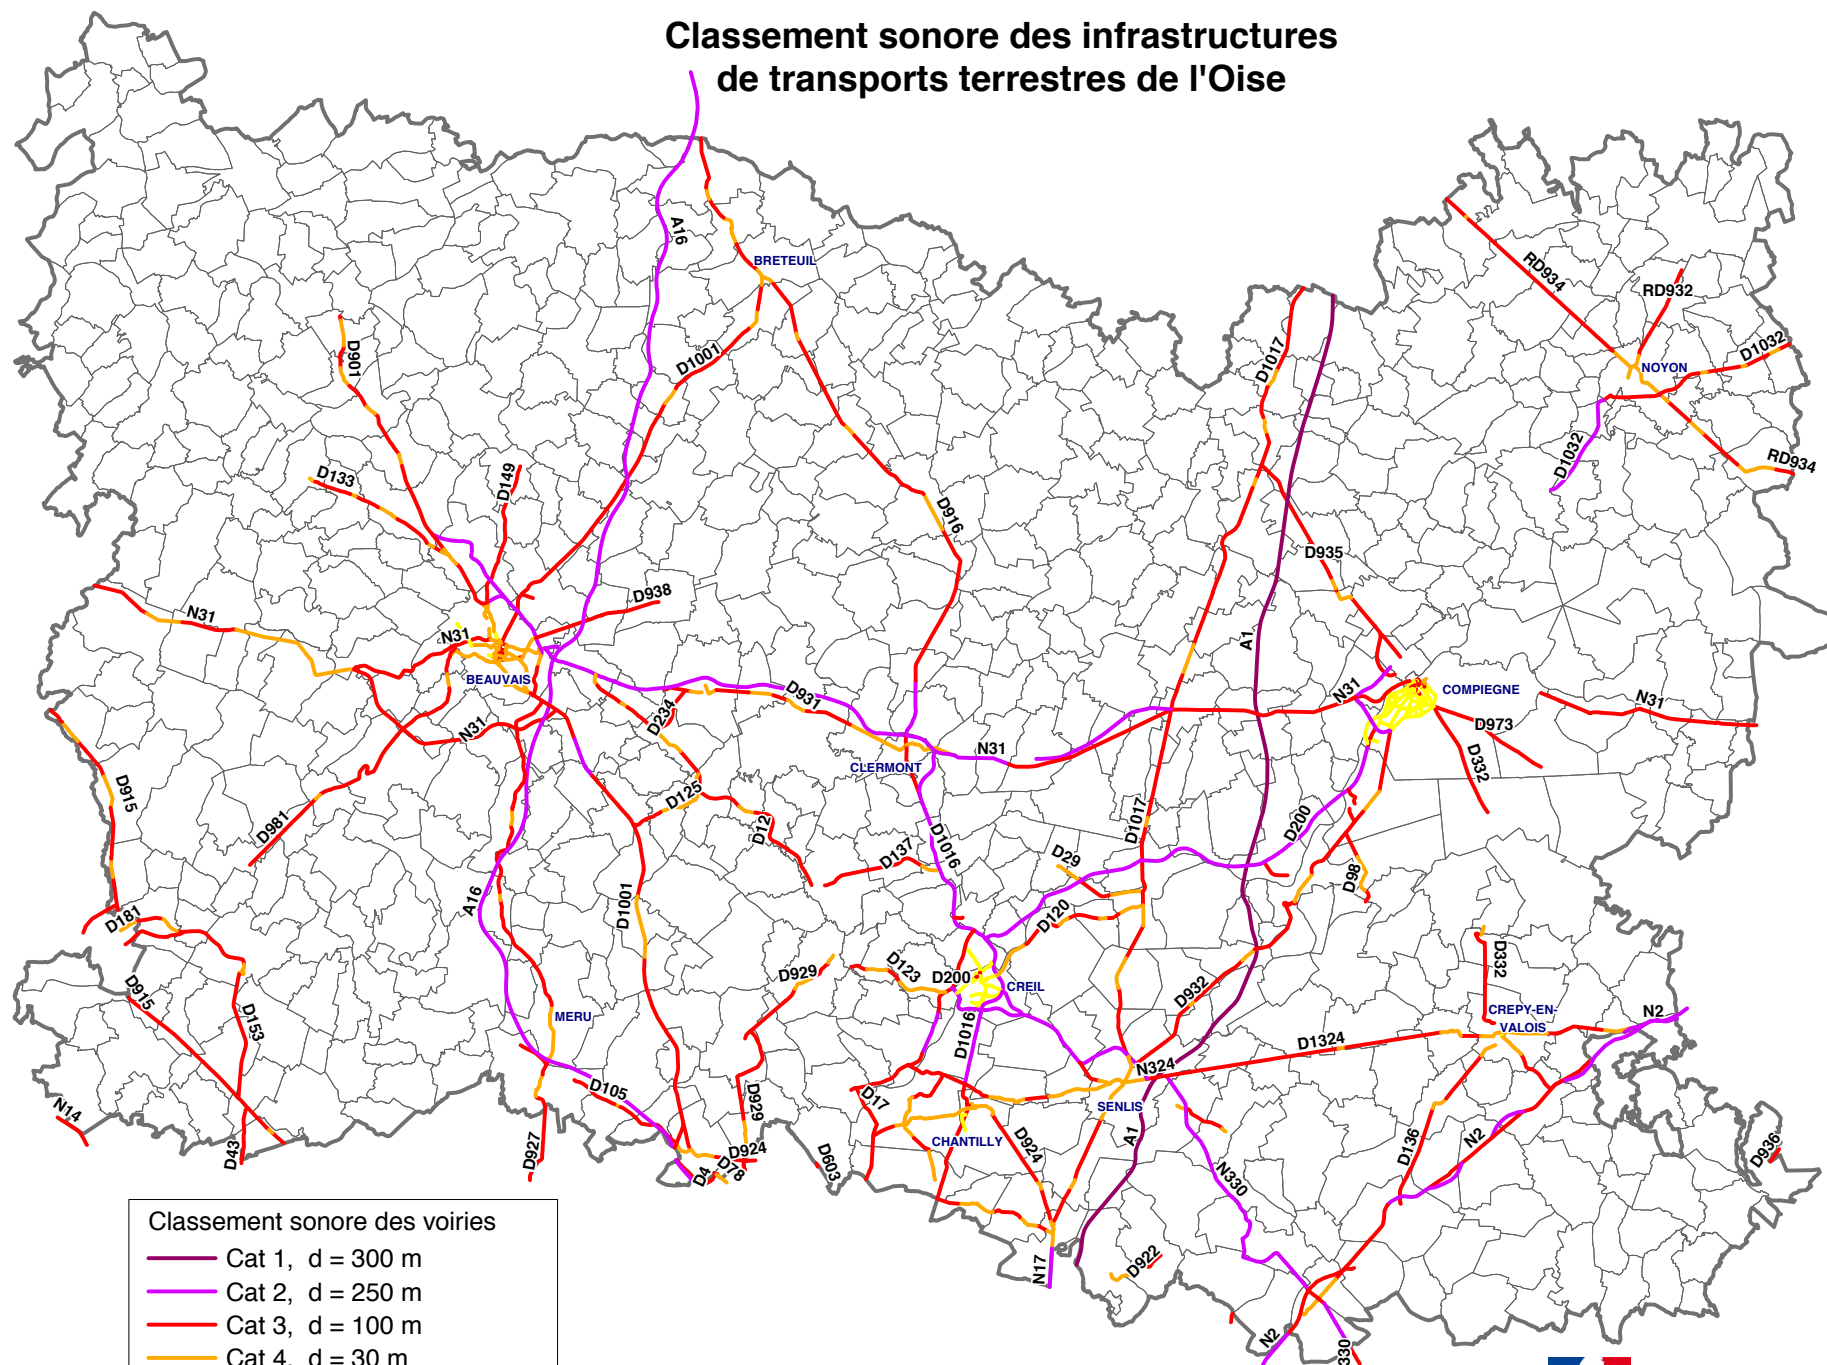 Classement sonore des infrastructures
de transports terrestres de l'Oise
A16
BRETEUIL
RD934
RD932
D1032
NOYON
D901
D1001
D1017
D1032
RD934
D133
D149
D916
D935
N31
D938
A1
N31
BEAUVAIS
D931
N31
COMPIEGNE
N31
D234
N31
D973
N31
CLERMONT
D332
D915
D125
D12
D981
D1017
D200
D1016
D137
D29
D98
A16
D1001
D120
D181
D332
D929
D123
D200
CREIL
D932
D915
D153
MERU
D1016
CREPY-EN-
VALOIS
N2
D1324
N324
D105
D17
D929
SENLIS
N14
A1
CHANTILLY
D924
D136
N2
D936
D43
D927
D924
D4
D78
D603
N330
D922
N17
N2
330
Classement sonore des voiries
Cat 1, d = 300 m
Cat 2, d = 250 m
Cat 3, d = 100 m
Cat 4, d = 30 m